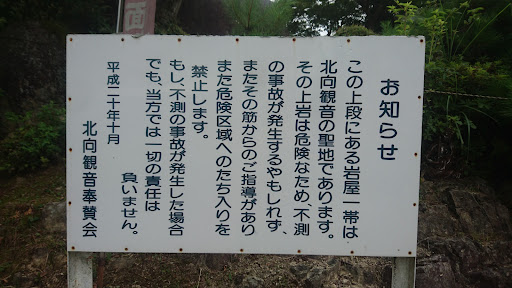 お知らせ
この上段にある岩屋一帯は
北向観音の聖地であります。
その上岩は危険なため、不測
の事故が発生するやもしれず、
またその筋からのご指導があり
また危険区域へのたち入りを
禁止します。
もし、不測の事故が発生した場合
でも、当方では一切の責任は
負いません。
平成二十年十月
北向観音奉賛会